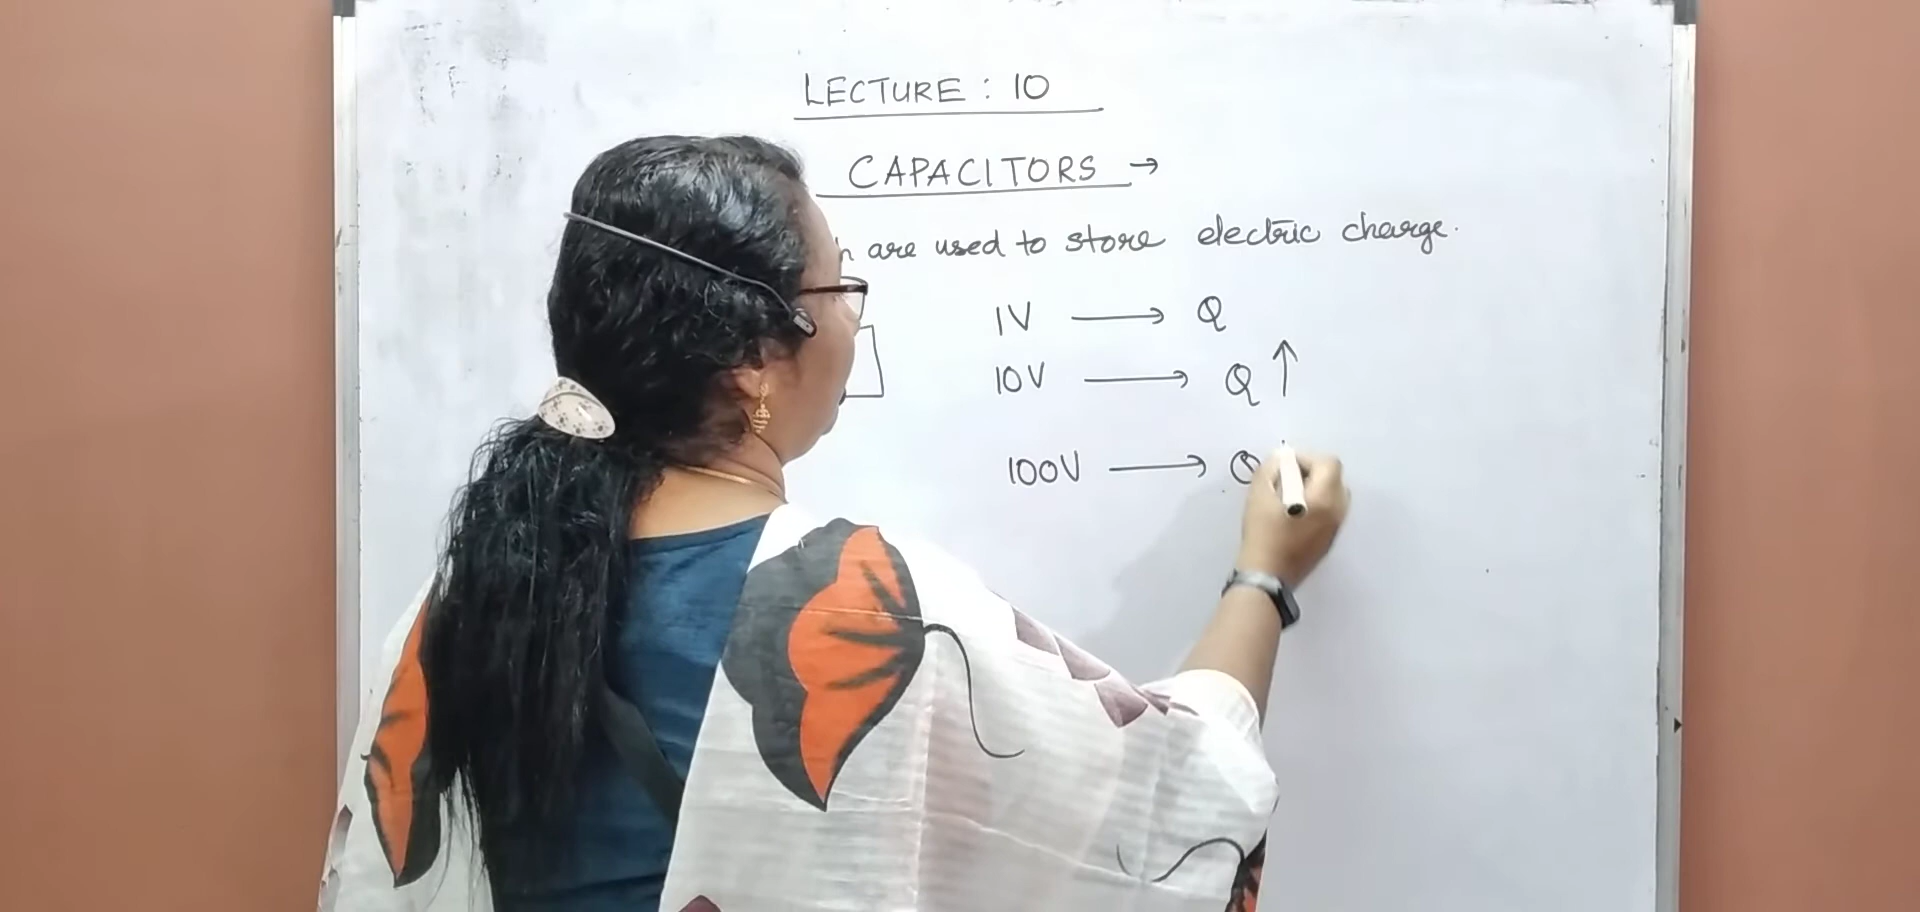 LECTURE : 10
CAPACITORS →
are used to store electric charge.
1V ⟶ Q
10V ⟶ Q ↑
100V ⟶ Q